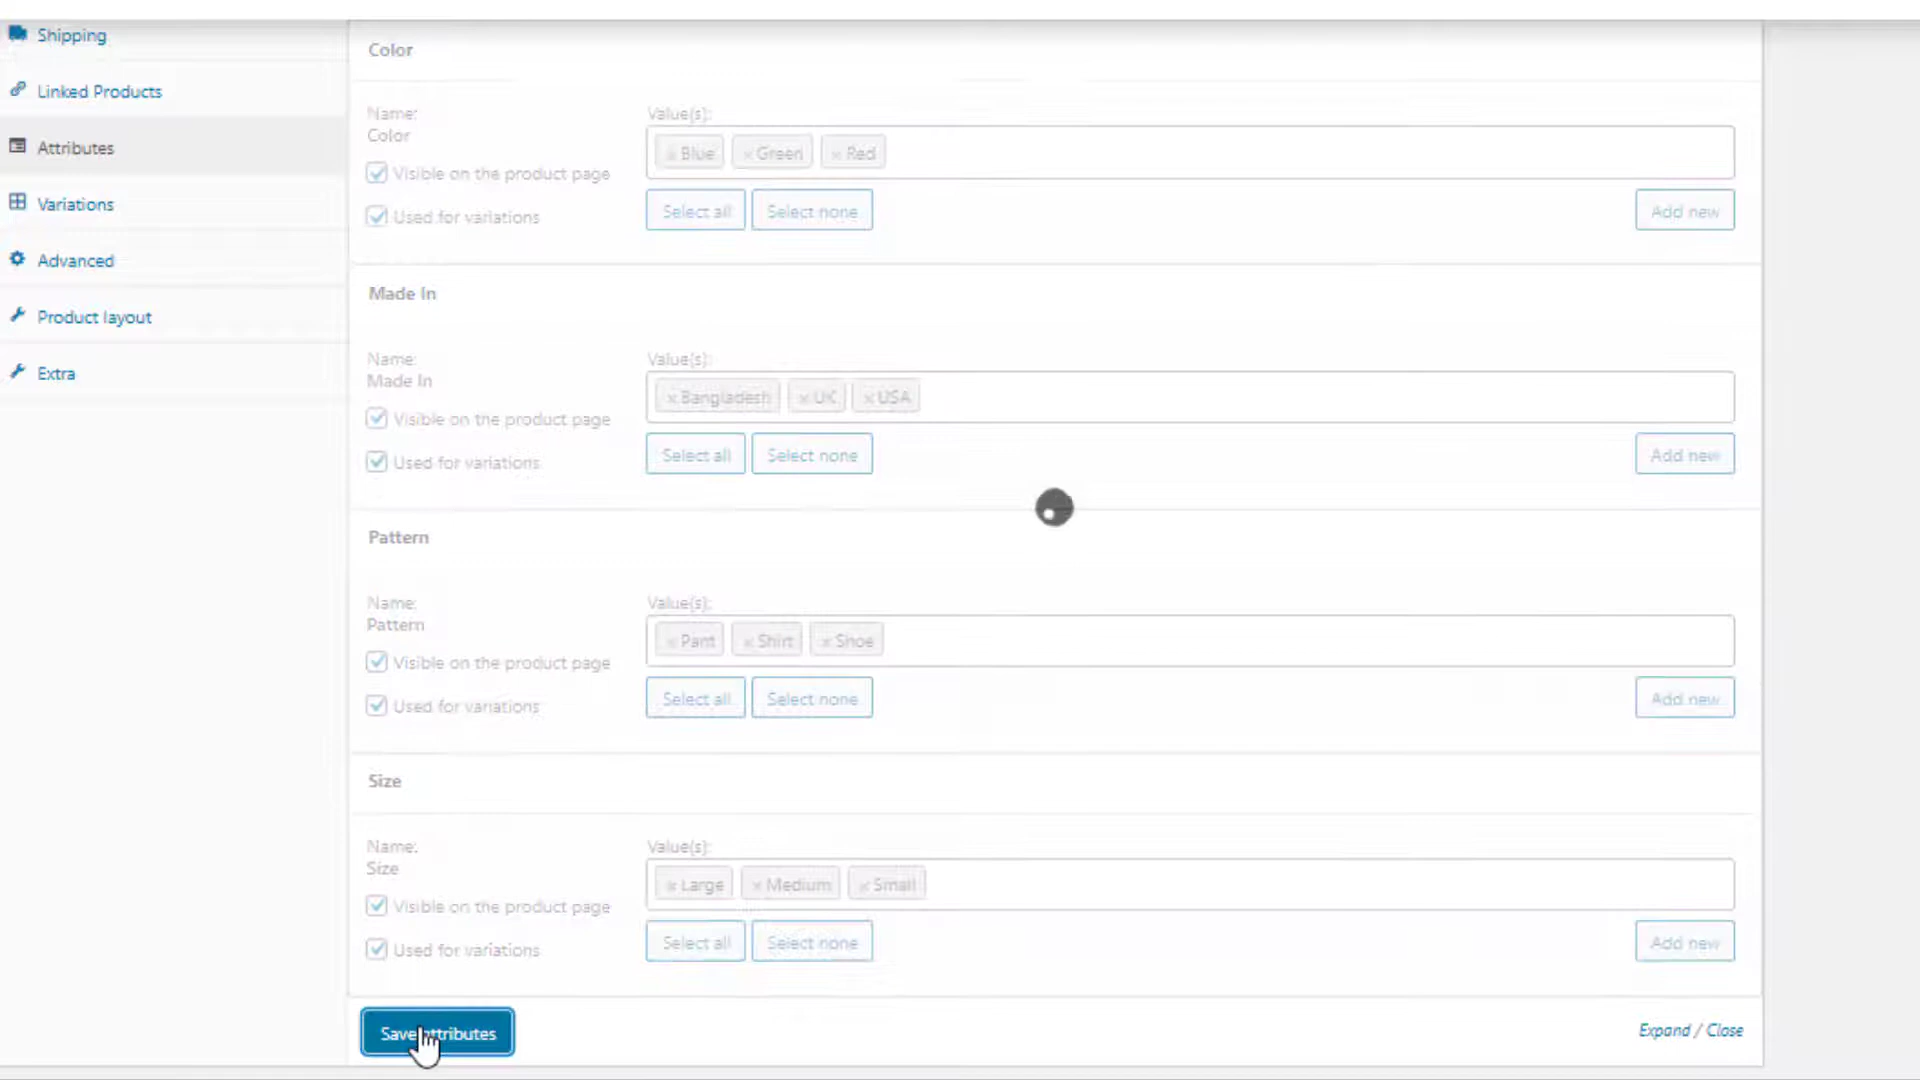 Shipping
Linked Products
Attributes
Variations
Advanced
Product layout
Extra
Color
Name:
Color
Visible on the product page
Used for variations
Value(s):
× Blue × Green × Red
Select all Select none Add new
Made In
Name:
Made In
Visible on the product page
Used for variations
Value(s):
× Bangladesh × UK × USA
Select all Select none Add new
Pattern
Name:
Pattern
Visible on the product page
Used for variations
Value(s):
× Pant × Shirt × Shoe
Select all Select none Add new
Size
Name:
Size
Visible on the product page
Used for variations
Value(s):
× Large × Medium × Small
Select all Select none Add new
Save attributes
Expand / Close